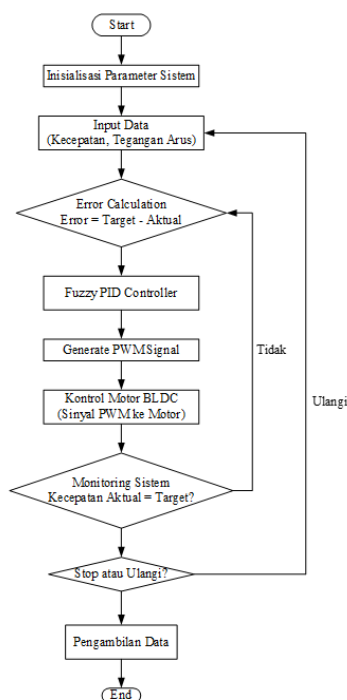 Start
Inisialisasi Parameter Sistem
Input Data
(Kecepatan, Tegangan Arus)
Error Calculation
Error = Target - Aktual
Fuzzy PID Controller
Generate PWM Signal
Tidak
Kontrol Motor BLDC
(Sinyal PWM ke Motor)
Ulangi
Monitoring Sistem
Kecepatan Aktual = Target?
Stop atau Ulangi?
Pengambilan Data
End